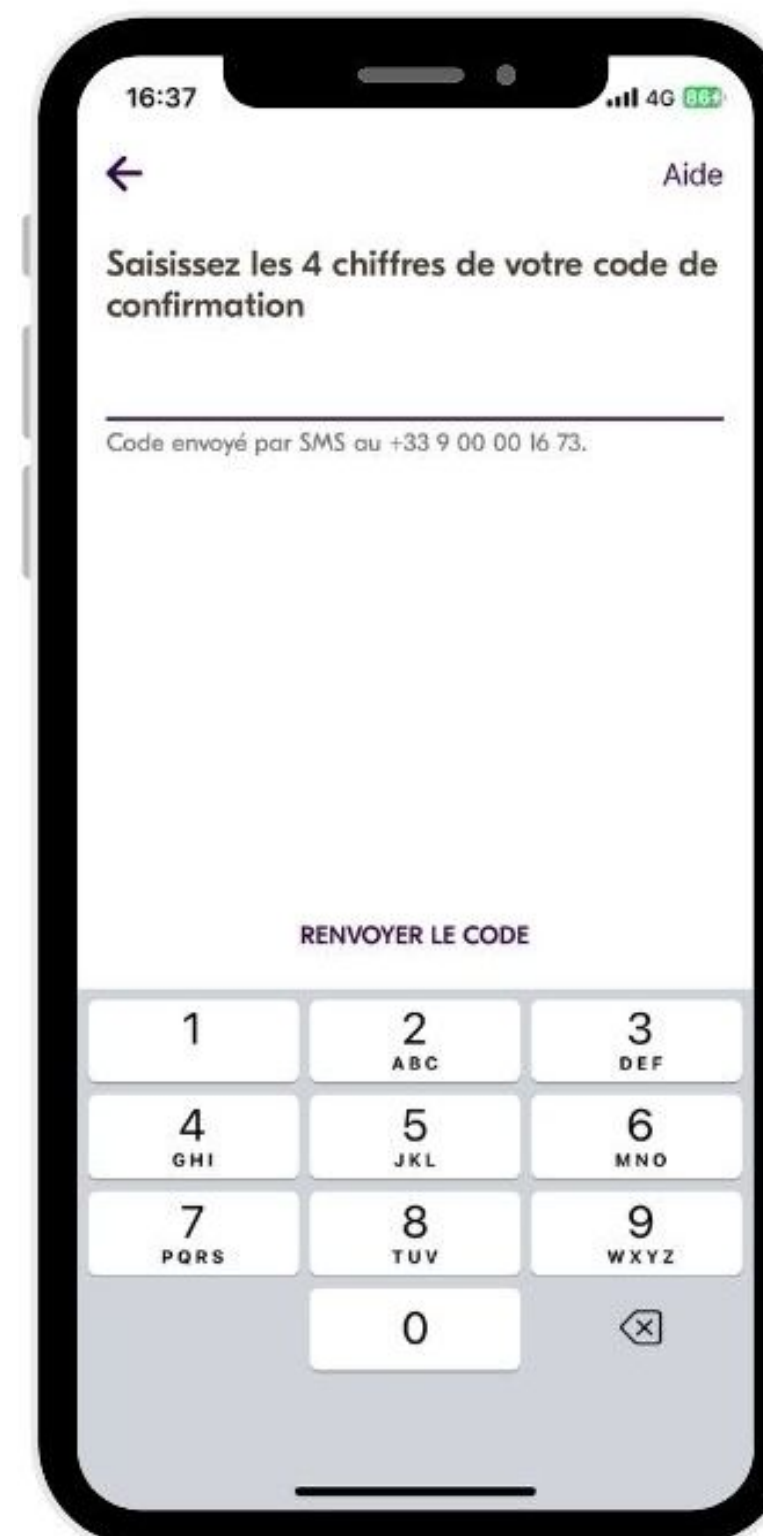 16:37
4G 86
Aide
Saisissez les 4 chiffres de votre code de
confirmation
Code envoyé par SMS au +33 9 00 00 16 73.
RENVOYER LE CODE
1 2 3
ABC DEF
4 5 6
GHI JKL MNO
7 8 9
PQRS TUV WXYZ
0